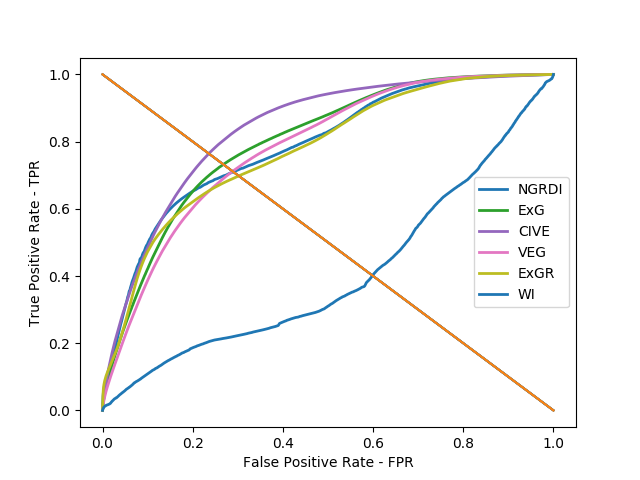 1.0
0.8
0.6
0.4
0.2
0.0
True Positive Rate - TPR
NGRDI
ExG
CIVE
VEG
ExGR
WI
0.0 0.2 0.4 0.6 0.8 1.0
False Positive Rate - FPR